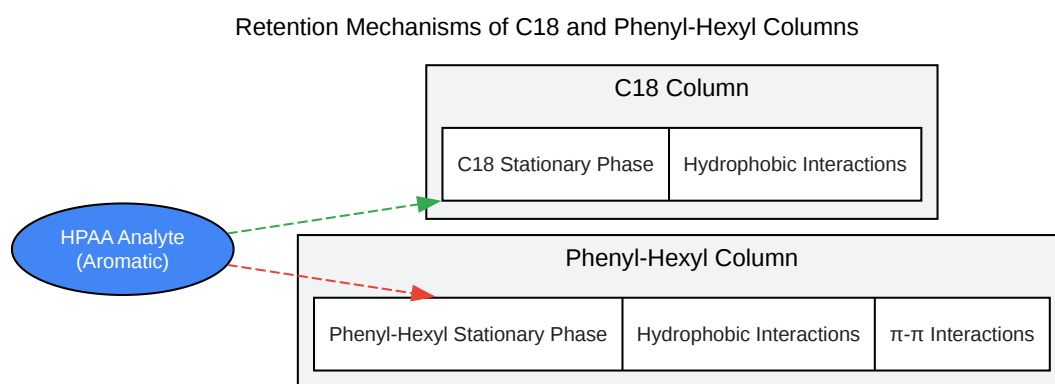 Retention Mechanisms of C18 and Phenyl-Hexyl Columns
C18 Column
C18 Stationary Phase
Hydrophobic Interactions
HPAA Analyte
(Aromatic)
Phenyl-Hexyl Column
Phenyl-Hexyl Stationary Phase
Hydrophobic Interactions
π-π Interactions